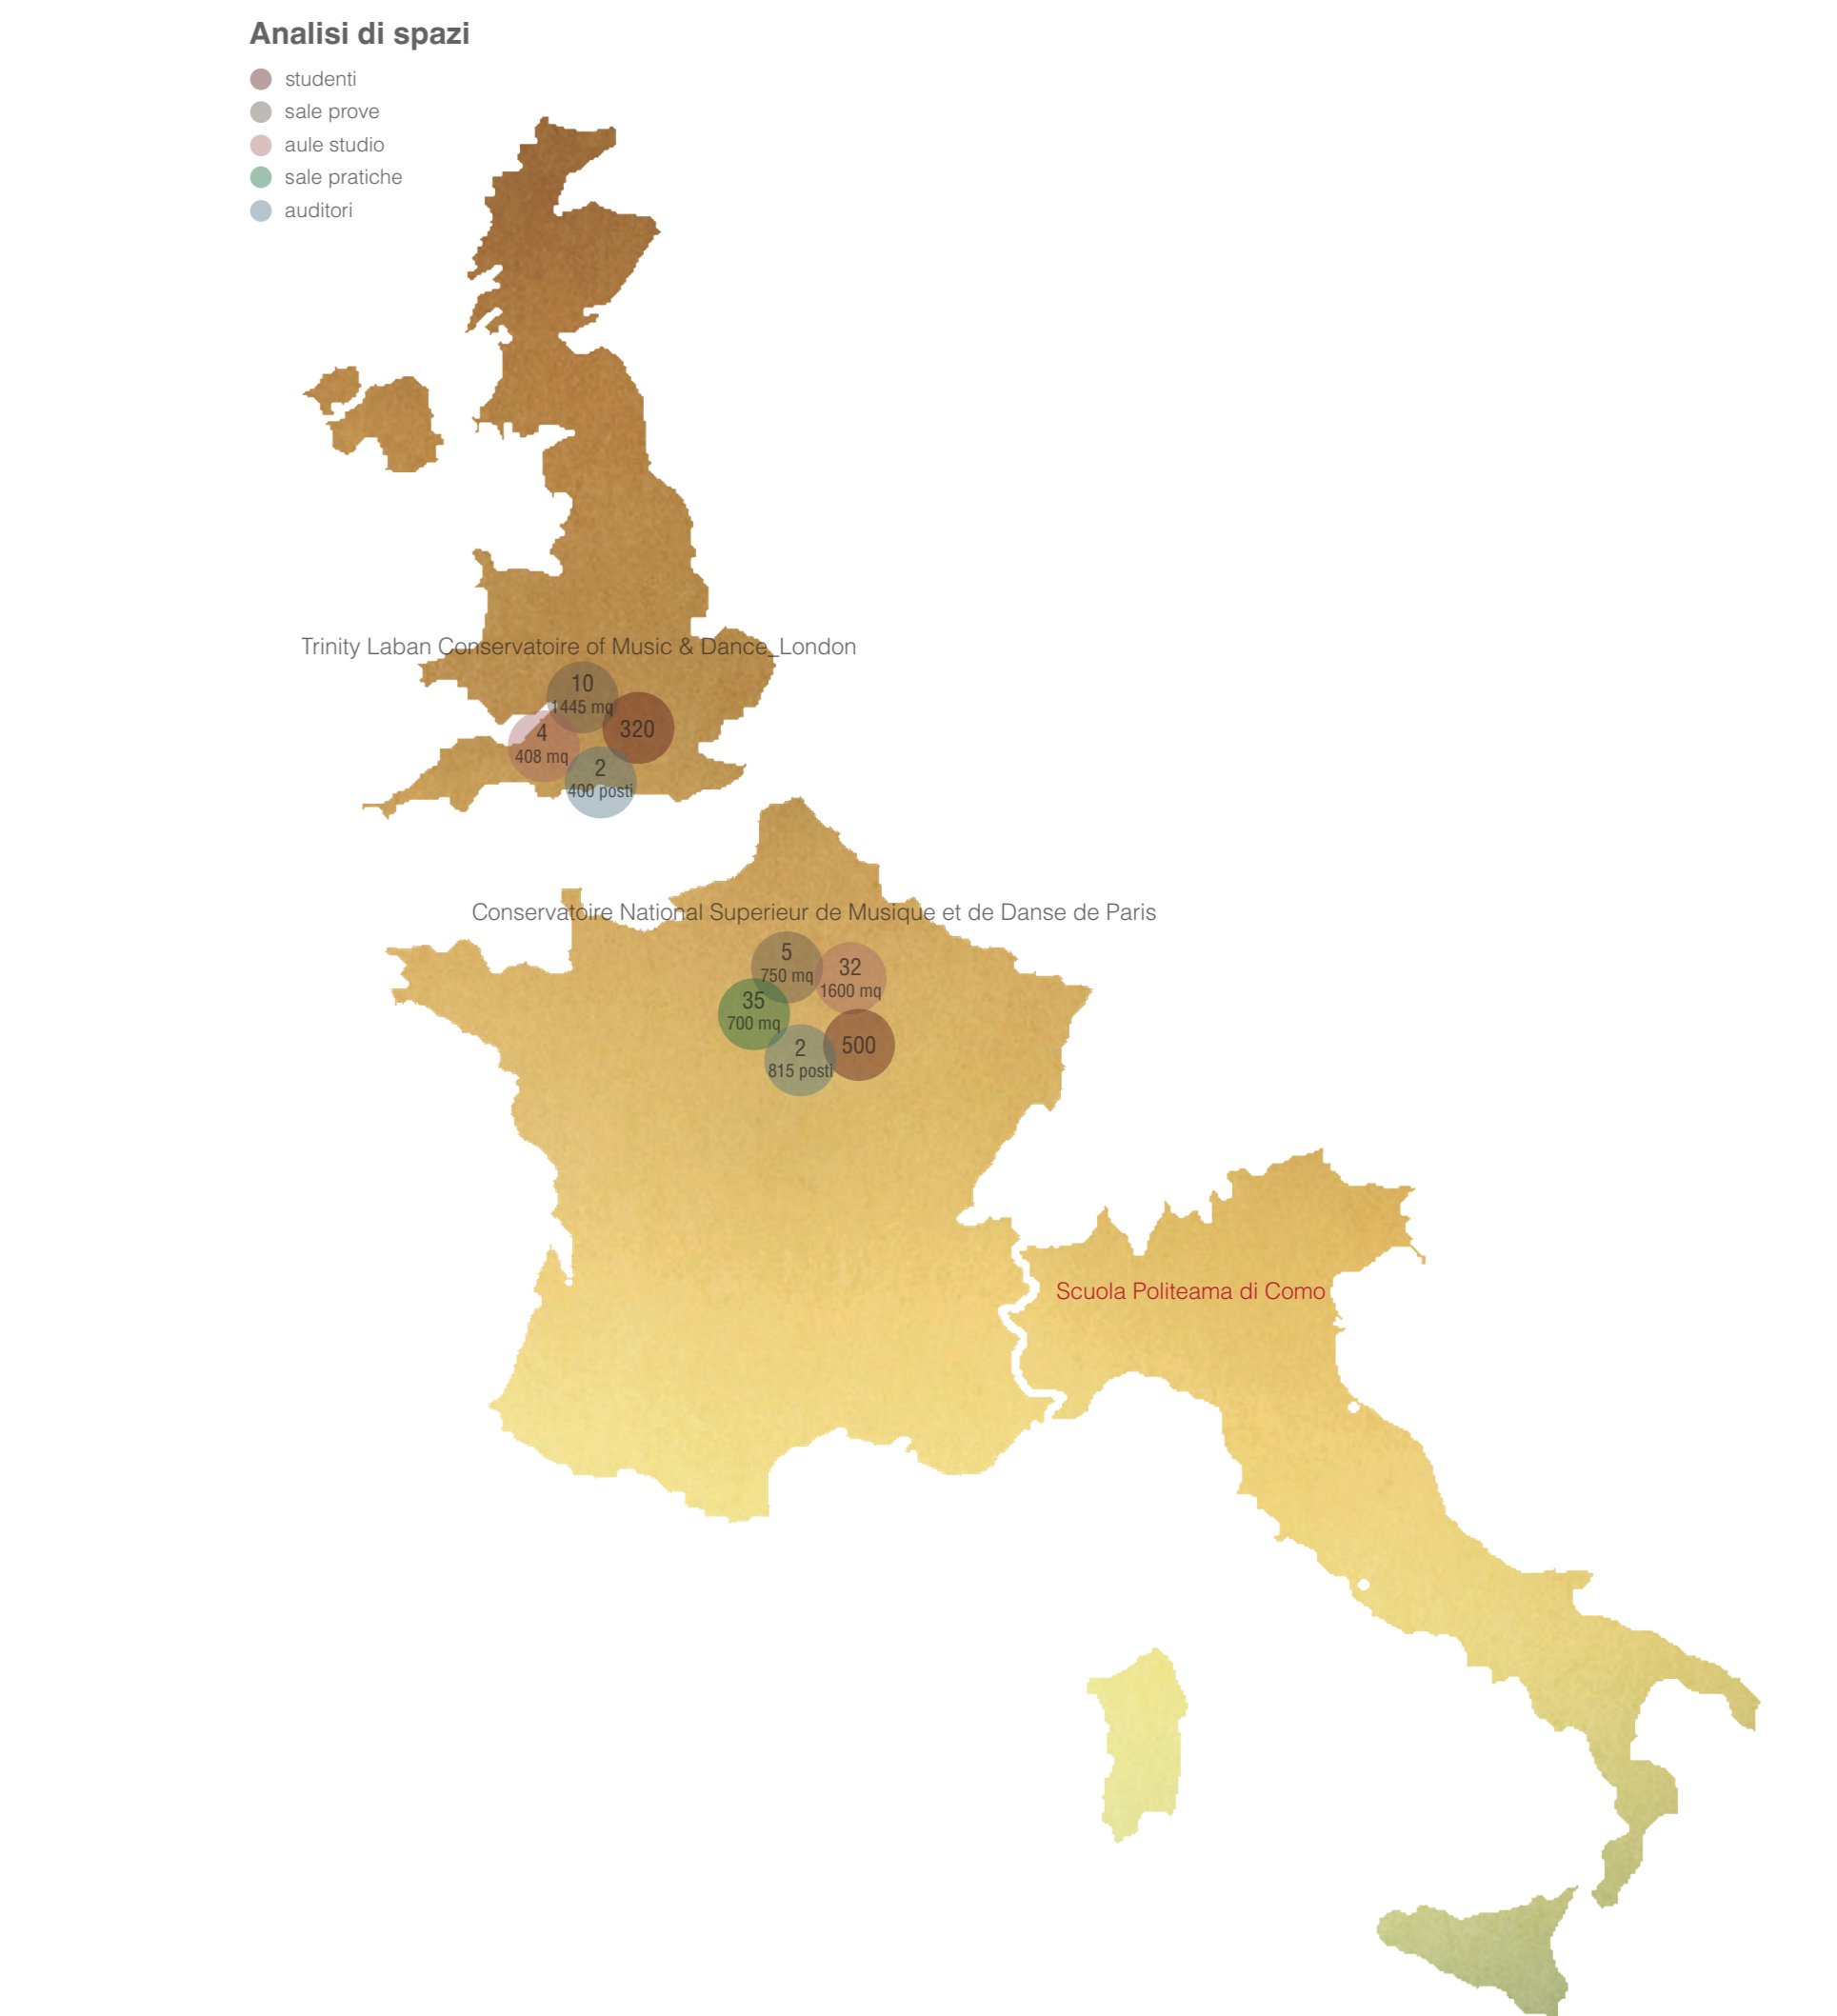 Analisi di spazi
studenti
sale prove
aule studio
sale pratiche
auditori
Trinity Laban Conservatoire of Music & Dance_London
10
1445 mq
320
4
408 mq
2
400 posti
Conservatoire National Superieur de Musique et de Danse de Paris
5
750 mq
32
1600 mq
35
700 mq
500
2
815 posti
Scuola Politeama di Como